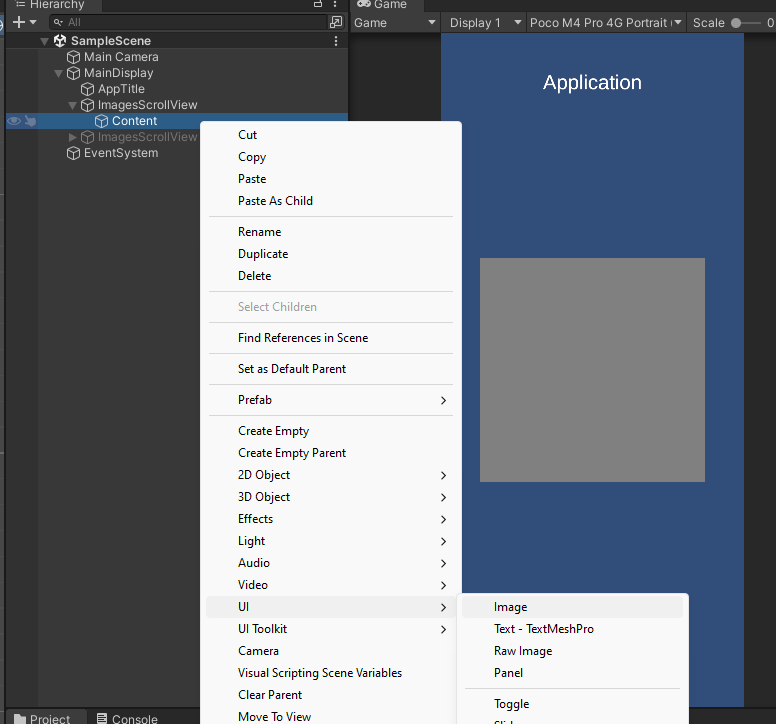 Hierarchy
Game
All
Game
Display 1
Poco M4 Pro 4G Portrait
Scale
0
SampleScene
Main Camera
MainDisplay
AppTitle
ImagesScrollView
Content
ImagesScrollView
EventSystem
Application
Cut
Copy
Paste
Paste As Child
Rename
Duplicate
Delete
Select Children
Find References in Scene
Set as Default Parent
Prefab
Create Empty
Create Empty Parent
2D Object
3D Object
Effects
Light
Audio
Video
UI
UI Toolkit
Camera
Visual Scripting Scene Variables
Clear Parent
Move To View
Image
Text - TextMeshPro
Raw Image
Panel
Toggle
Project
Console